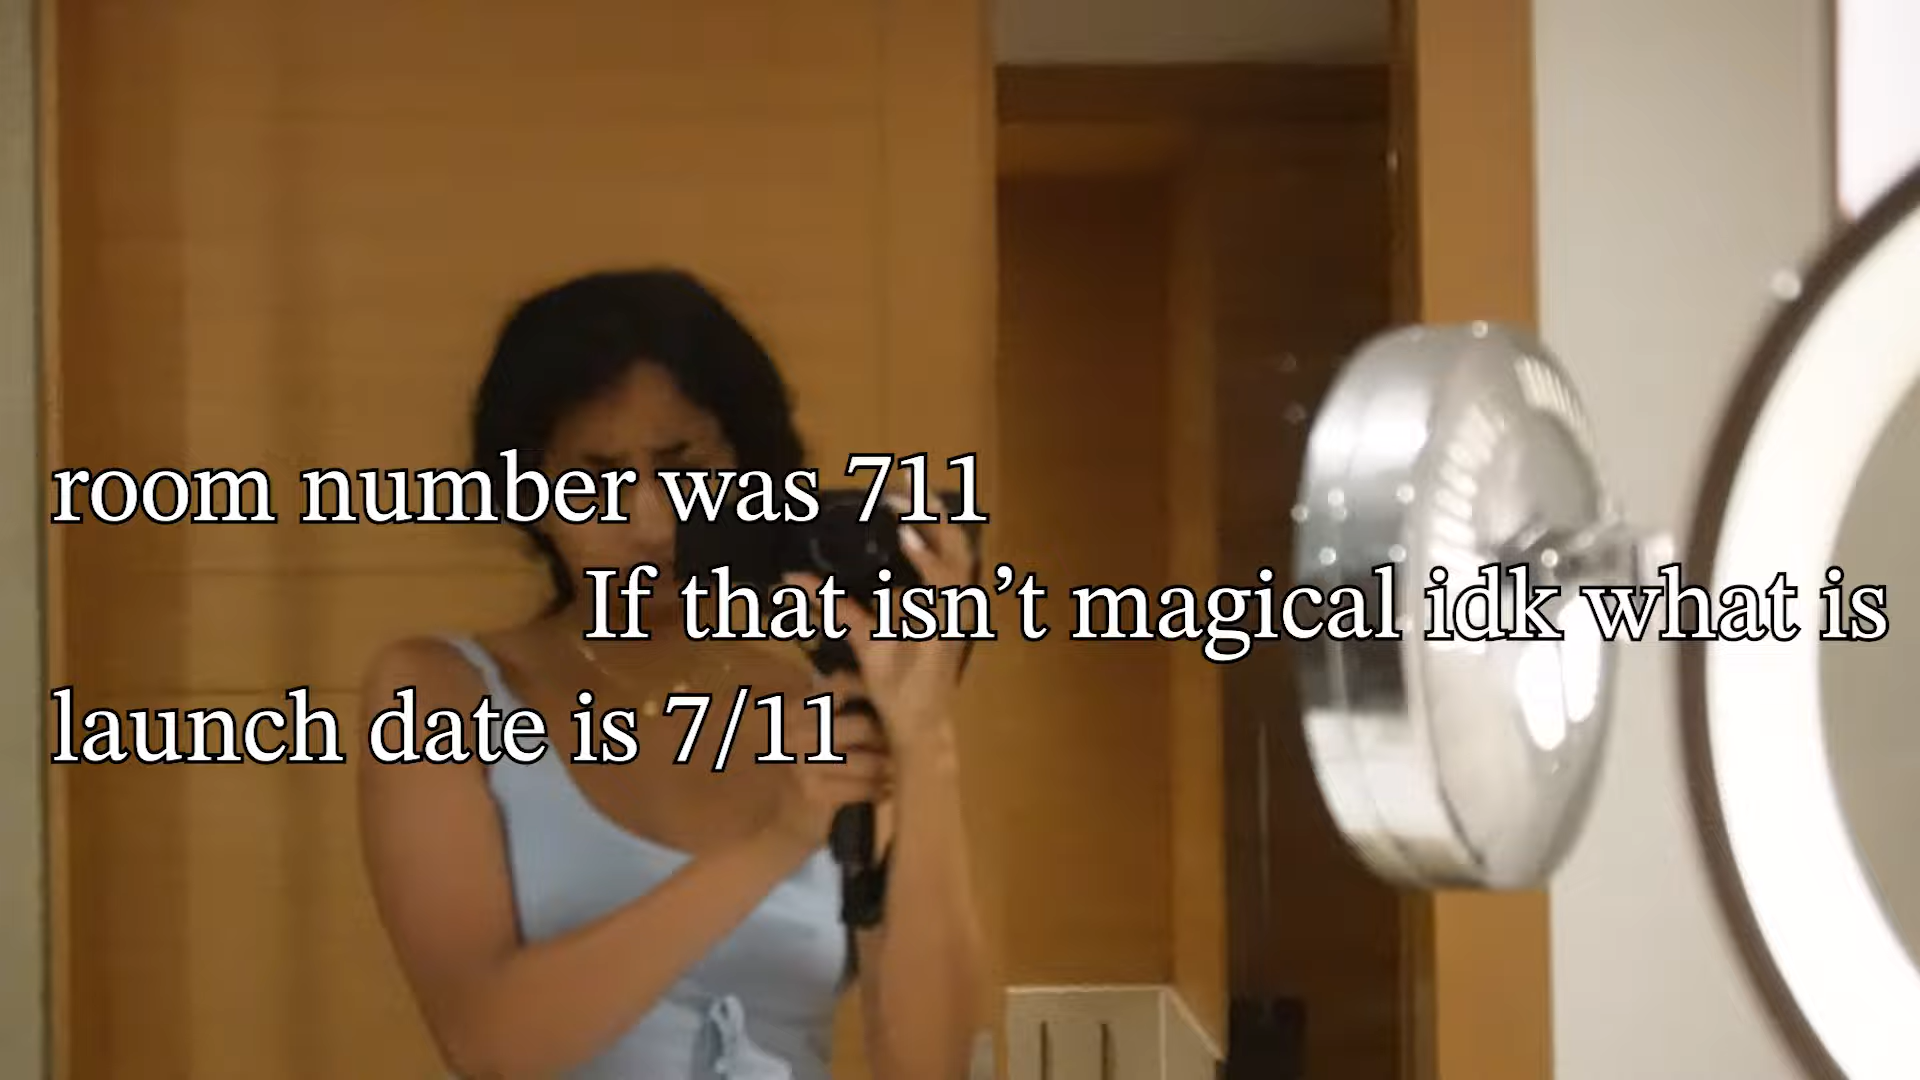 room number was 711
If that isn’t magical idk what is
launch date is 7/11